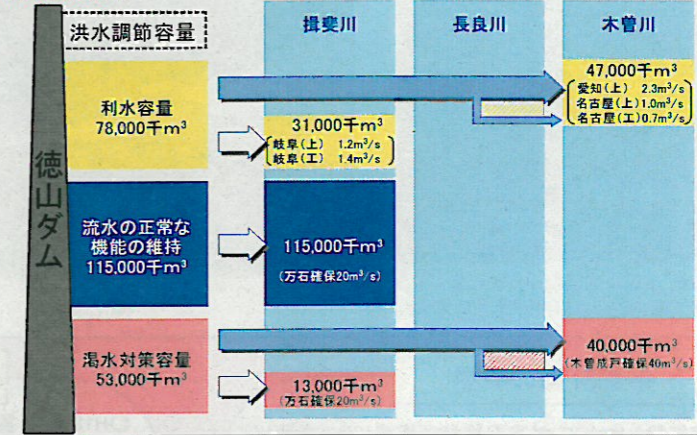 徳山ダム
洪水調節容量
揖斐川
長良川
木曽川
利水容量
78,000千m³
31,000千m³
岐阜(上) 1.2m³/s
岐阜(工) 1.4m³/s
47,000千m³
愛知(上) 2.3m³/s
名古屋(上)1.0m³/s
名古屋(工)0.7m³/s
流水の正常な
機能の維持
115,000千m³
115,000千m³
(万石確保20m³/s)
渇水対策容量
53,000千m³
13,000千m³
(万石確保20m³/s)
40,000千m³
(木曽成戸確保40m³/s)